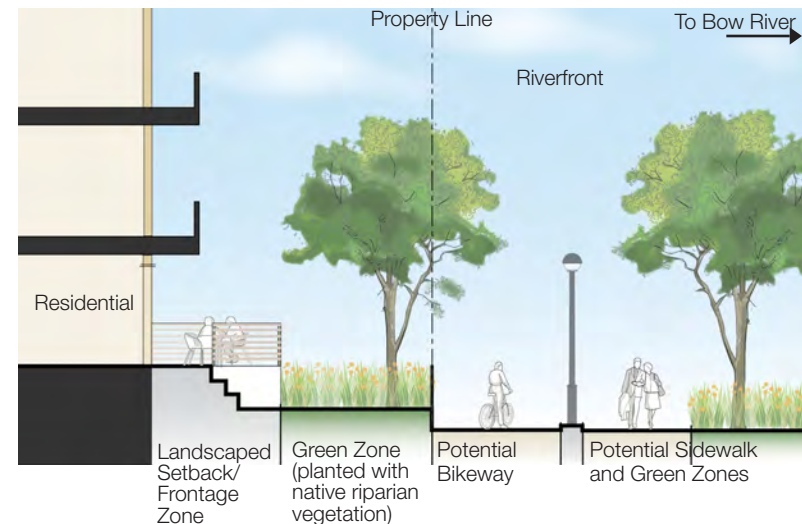 Property Line
To Bow River
Riverfront
Residential
Landscaped
Setback/
Frontage
Zone
Green Zone
(planted with
native riparian
vegetation)
Potential
Bikeway
Potential Sidewalk
and Green Zones